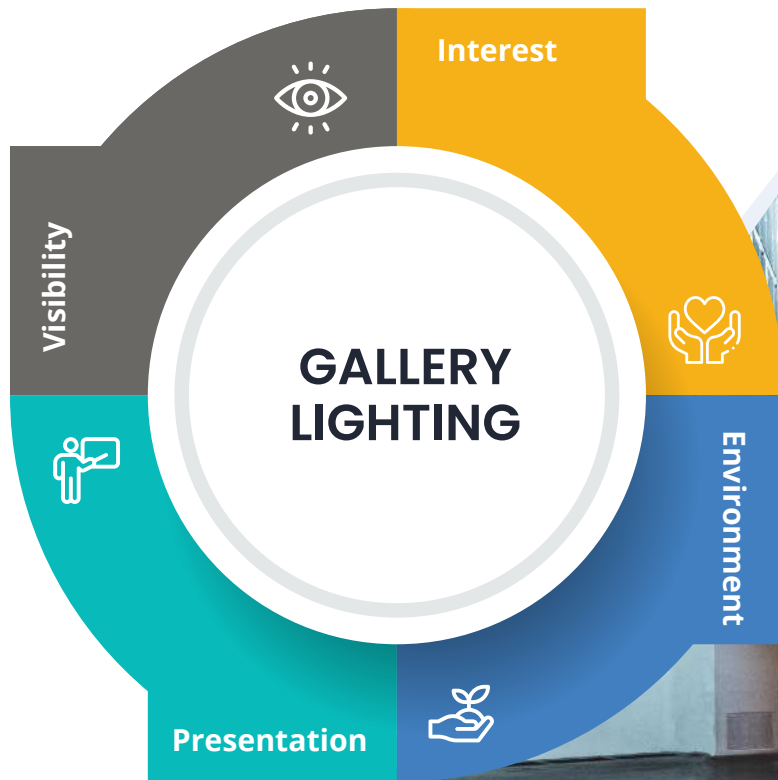 Interest
Visibility
GALLERY
LIGHTING
Environment
Presentation